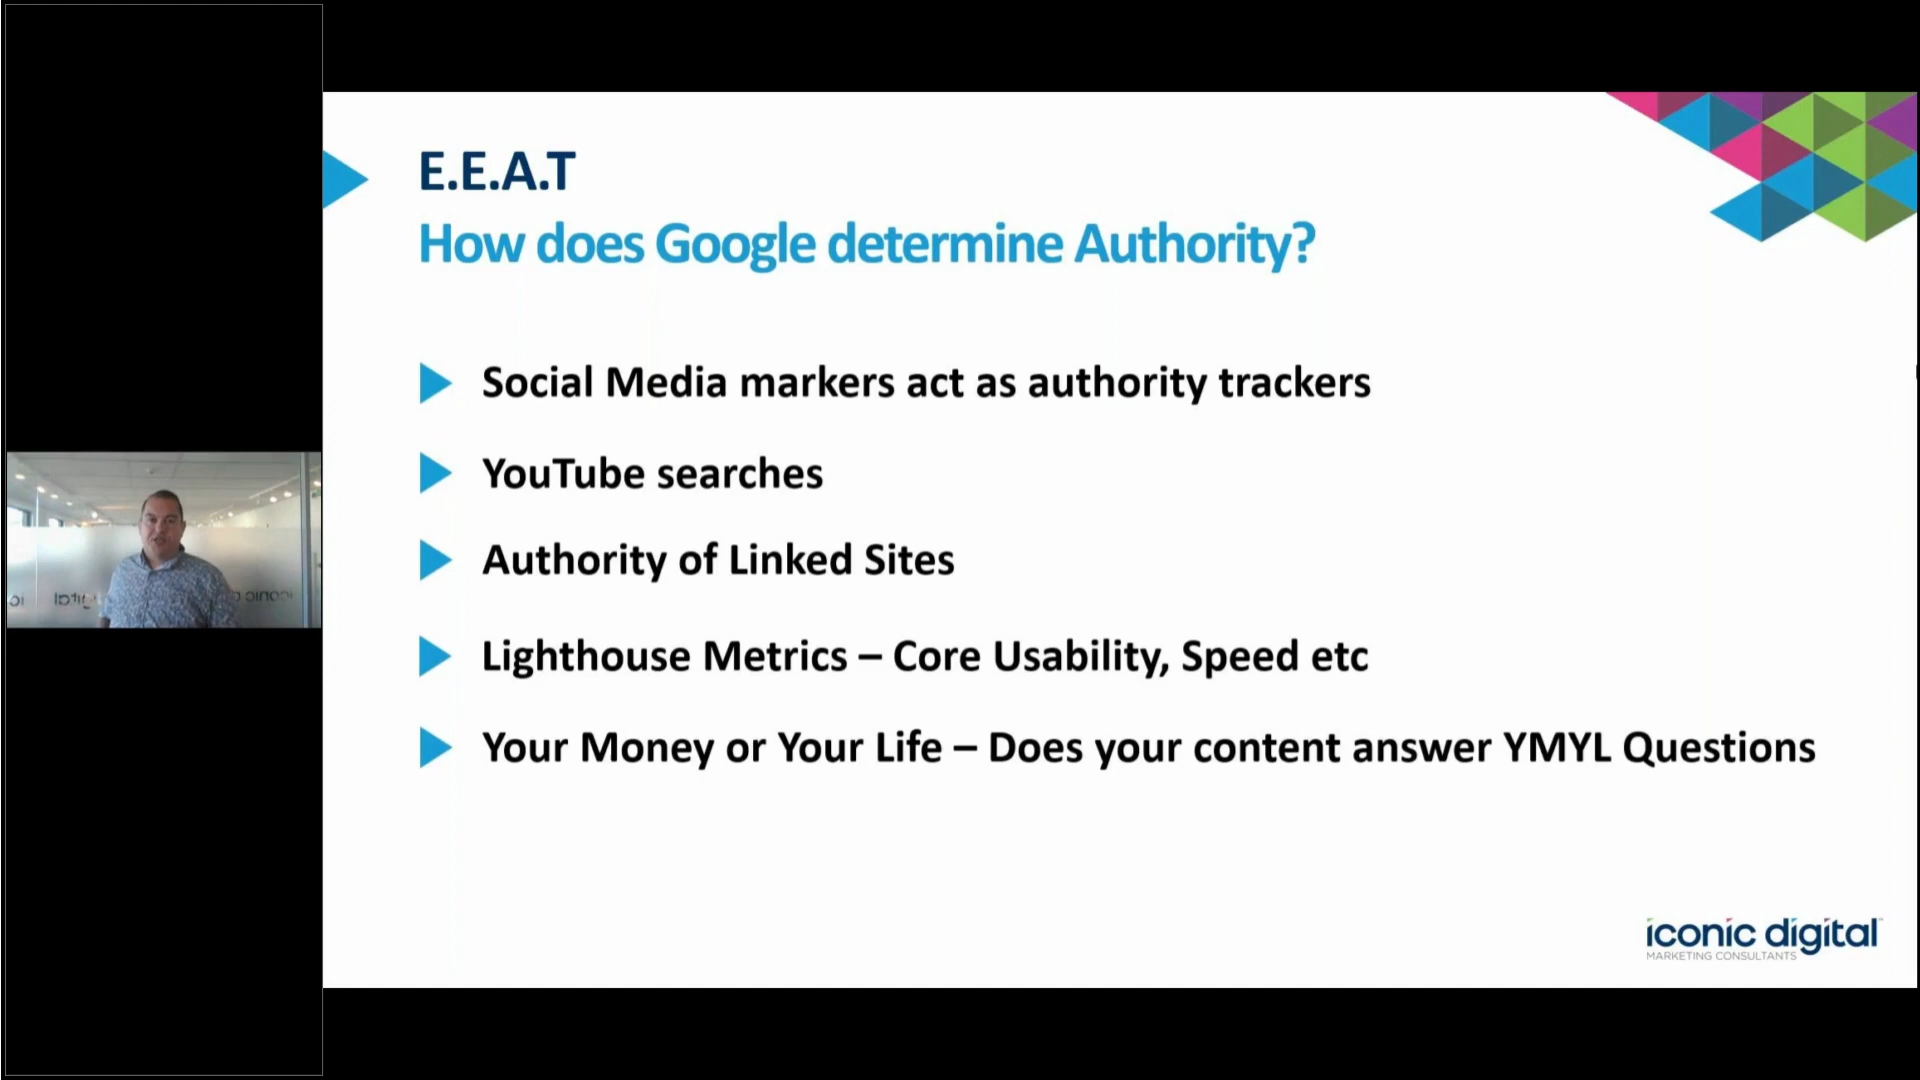 E.E.A.T
How does Google determine Authority?
Social Media markers act as authority trackers
YouTube searches
Authority of Linked Sites
Lighthouse Metrics – Core Usability, Speed etc
Your Money or Your Life – Does your content answer YMYL Questions
iconic digital
MARKETING CONSULTANTS